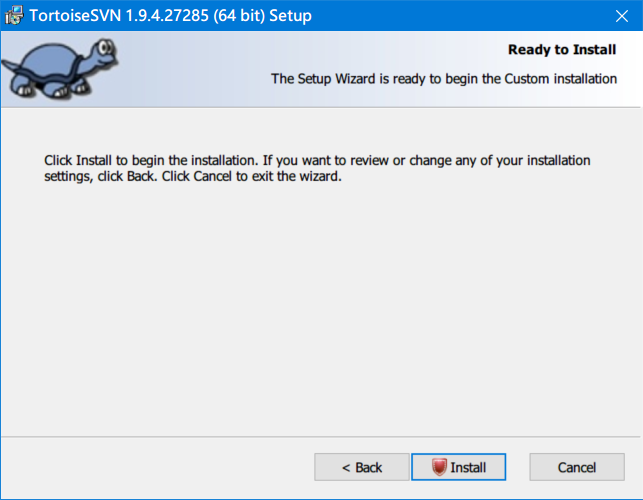 TortoiseSVN 1.9.4.27285 (64 bit) Setup
Ready to Install
The Setup Wizard is ready to begin the Custom installation
Click Install to begin the installation. If you want to review or change any of your installation
settings, click Back. Click Cancel to exit the wizard.
< Back
Install
Cancel